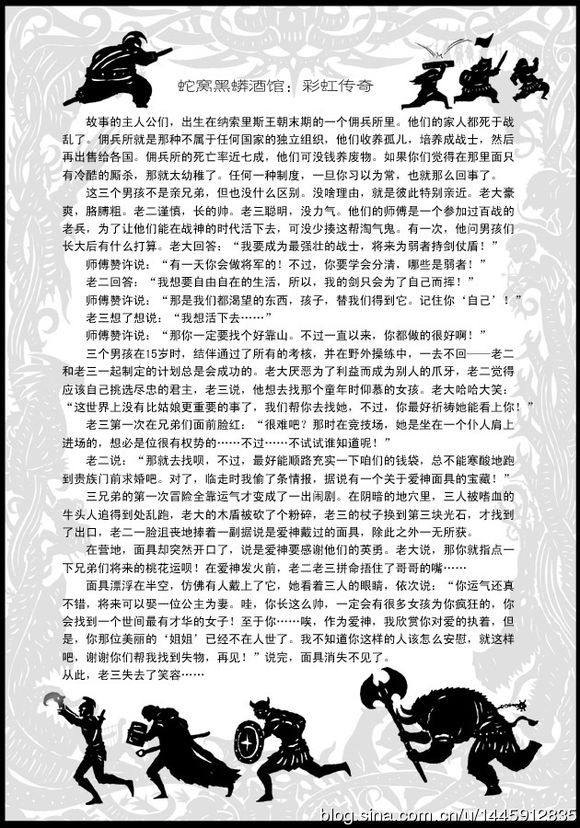 蛇窝黑蟒酒馆：彩虹传奇
故事的主人公们，出生在纳索里斯王朝末期的一个佣兵所里。他们的家人都死于战
乱了。佣兵所就是那种不属于任何国家的独立组织，他们收养孤儿，培养成战士，然后
再出售给各国。佣兵所的死亡率近七成，他们可没钱养废物。如果你们觉得在那里面只
有冷酷的厮杀，那就太幼稚了。任何一种制度，一旦你习以为常，也就那么回事了。
这三个男孩不是亲兄弟，但也没什么区别。没啥理由，就是彼此特别亲近。老大豪
爽，胳膊粗。老二谨慎，长的帅。老三聪明，没力气。他们的师傅是一个参加过百战的
老兵，为了让他们能在战神的时代活下去，可没少揍这帮淘气鬼。有一次，他问男孩们
长大后有什么打算。老大回答：“我要成为最强壮的战士，将来为弱者持剑仗盾！”
师傅赞许说：“有一天你会做将军的！不过，你要学会分清，哪些是弱者！”
老二回答：“我想要自由自在的生活，所以，我的剑只会为了自己而挥！”
师傅赞许说：“那是我们都渴望的东西，孩子，替我们得到它。记住你‘自己’！”
老三想了想说：“我想活下去……”
师傅赞许说：“那你一定要找个好靠山。不过一直以来，你都做的很好啊！”
三个男孩在15岁时，结伴通过了所有的考核，并在野外操练中，一去不回——老二
和老三一起制定的计划总是会成功的。老大厌恶为了利益而成为别人的爪牙，老二觉得
应该自己挑选尽忠的君主，老三说，他想去找那个童年时仰慕的女孩。老大哈哈大笑：
“这世界上没有比姑娘更重要的事了，我们帮你去找她，不过，你最好祈祷她能看上你！”
老三第一次在兄弟们面前脸红：“很难吧？那时在竞技场，她是坐在一个仆人肩上
进场的，想必是位很有权势的……不过……不试试谁知道呢！”
老二说：“那就去找呗，不过，最好能顺路充实一下咱们的钱袋，总不能寒酸地跑
到贵族门前求婚吧。对了，临走时我偷了条情报，据说有一个关于爱神面具的宝藏！”
三兄弟的第一次冒险全靠运气才变成了一出闹剧。在阴暗的地穴里，三人被嗜血的
牛头人追得到处乱跑，老大的木盾被砍了个粉碎，老三的杖子换到第三块光石，才找到
了出口，老二一脸沮丧地捧着一副据说是爱神戴过的面具，除此之外一无所获。
在营地，面具却突然开口了，说是爱神要感谢他们的英勇。老大说，那你就指点一
下兄弟们将来的桃花运呗！在爱神发火前，老二老三拼命捂住了哥哥的嘴……
面具漂浮在半空，仿佛有人戴上了它，她看着三人的眼睛，依次说：“你运气还真
不错，将来可以娶一位公主为妻。哇，你长这么帅，一定会有很多女孩为你疯狂的，你
会找到一个世间最有才华的女子！至于你……唉，作为爱神，我欣赏你对爱的执着，但
是，你那位美丽的‘姐姐’已经不在人世了。我不知道你这样的人该怎么安慰，就这样
吧，谢谢你们帮我找到失物，再见！”说完，面具消失不见了。
从此，老三失去了笑容……
blog.sina.com.cn/u/1445912835